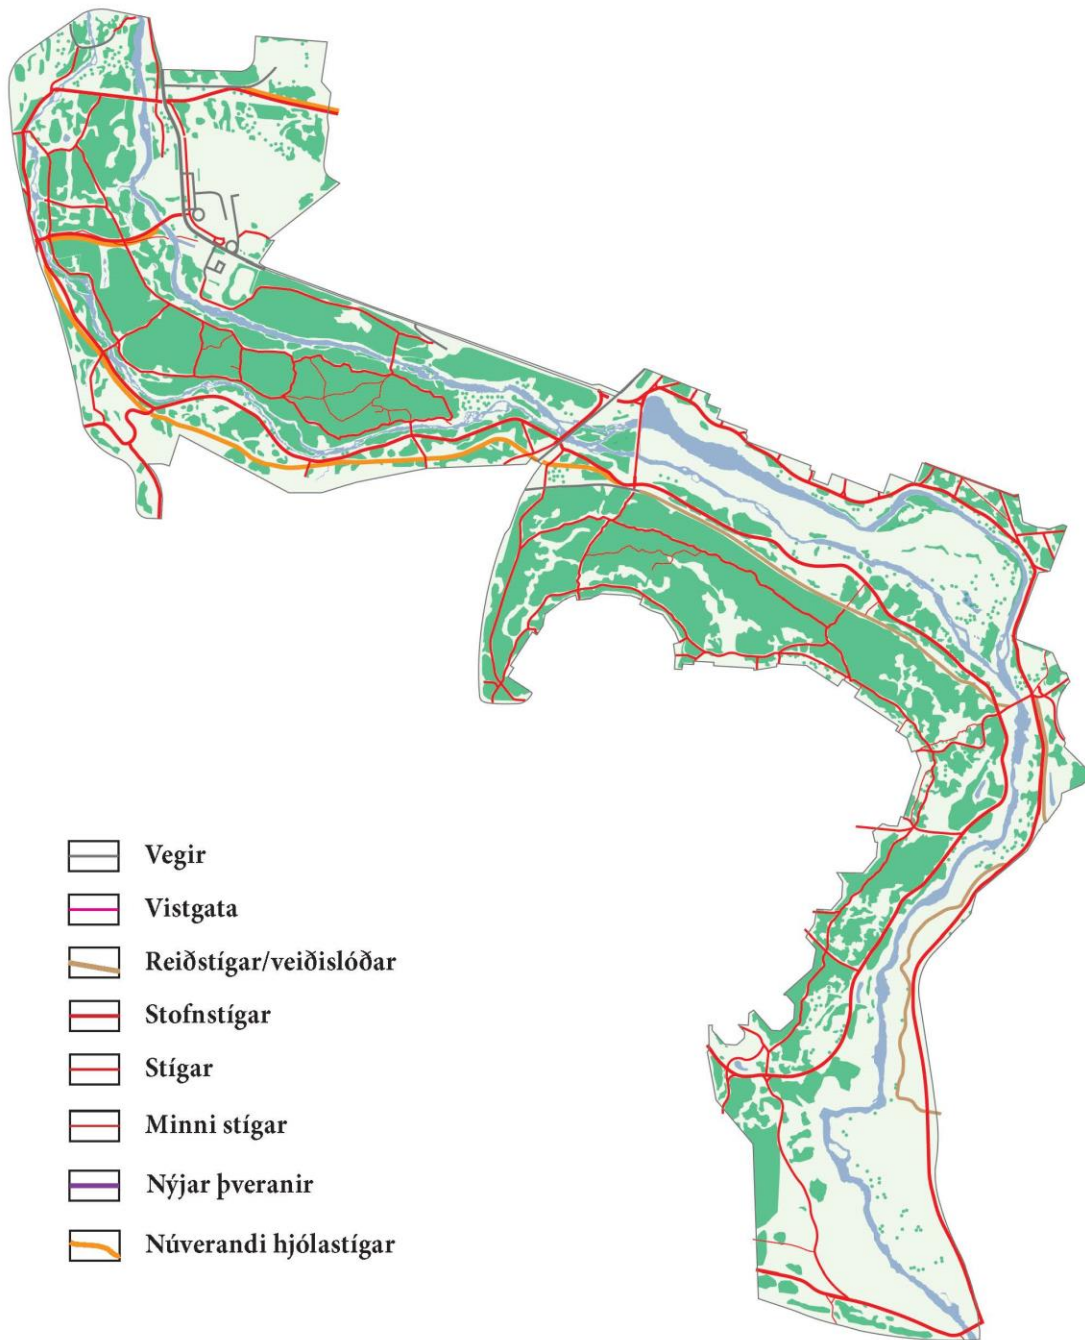 Vegir
Vistgata
Reiðstígar/veiðislóðar
Stofnstígar
Stígar
Minni stígar
Nýjar þveranir
Núverandi hjólastígar